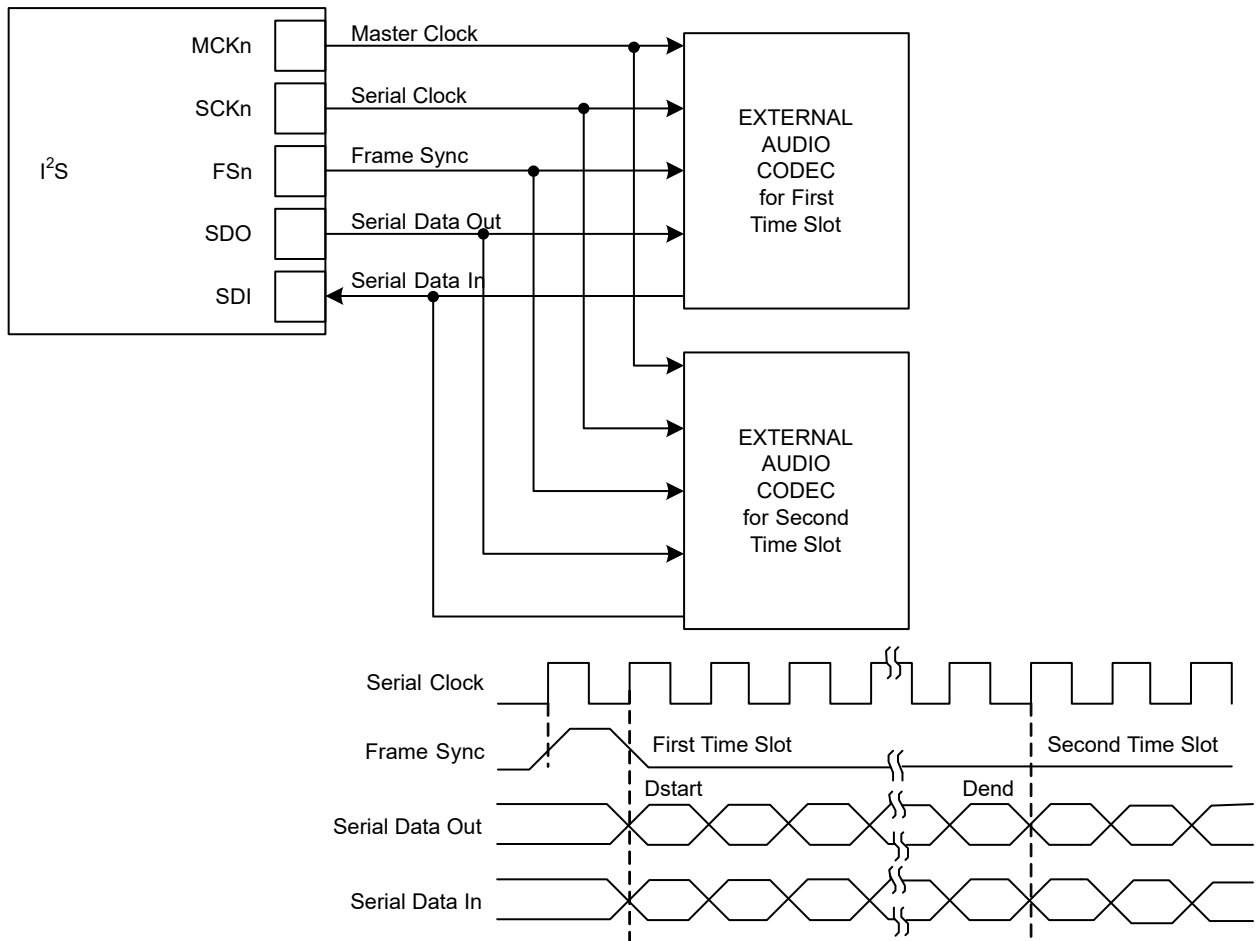 MCKn
Master Clock
SCKn
Serial Clock
I²S
FSn
Frame Sync
SDO
Serial Data Out
SDI
Serial Data In
EXTERNAL
AUDIO
CODEC
for First
Time Slot
EXTERNAL
AUDIO
CODEC
for Second
Time Slot
Serial Clock
Frame Sync
First Time Slot
Second Time Slot
Dstart
Dend
Serial Data Out
Serial Data In